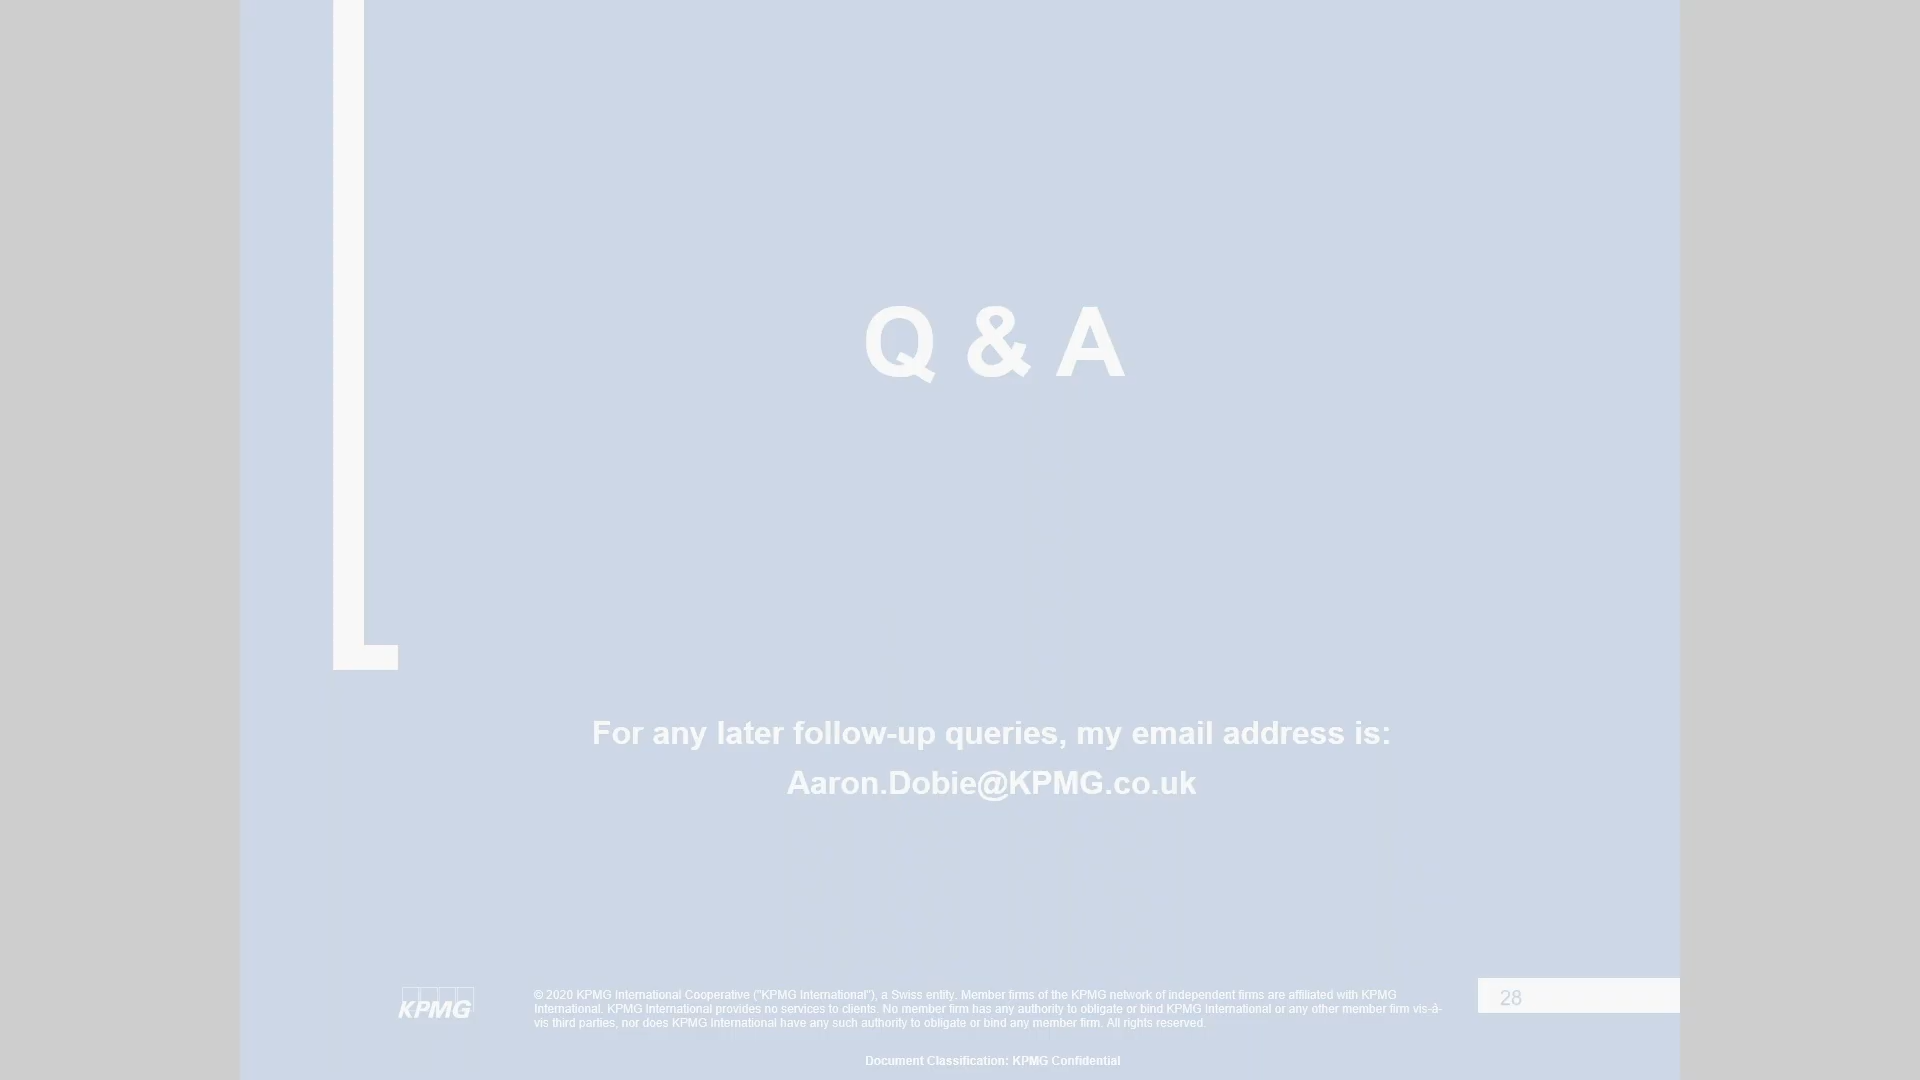 Q & A
For any later follow-up queries, my email address is:
Aaron.Dobie@KPMG.co.uk
KPMG
© 2020 KPMG International Cooperative ("KPMG International"), a Swiss entity. Member firms of the KPMG network of independent firms are affiliated with KPMG
International. KPMG International provides no services to clients. No member firm has any authority to obligate or bind KPMG International or any other member firm vis-à-
vis third parties, nor does KPMG International have any such authority to obligate or bind any member firm. All rights reserved.
28
Document Classification: KPMG Confidential